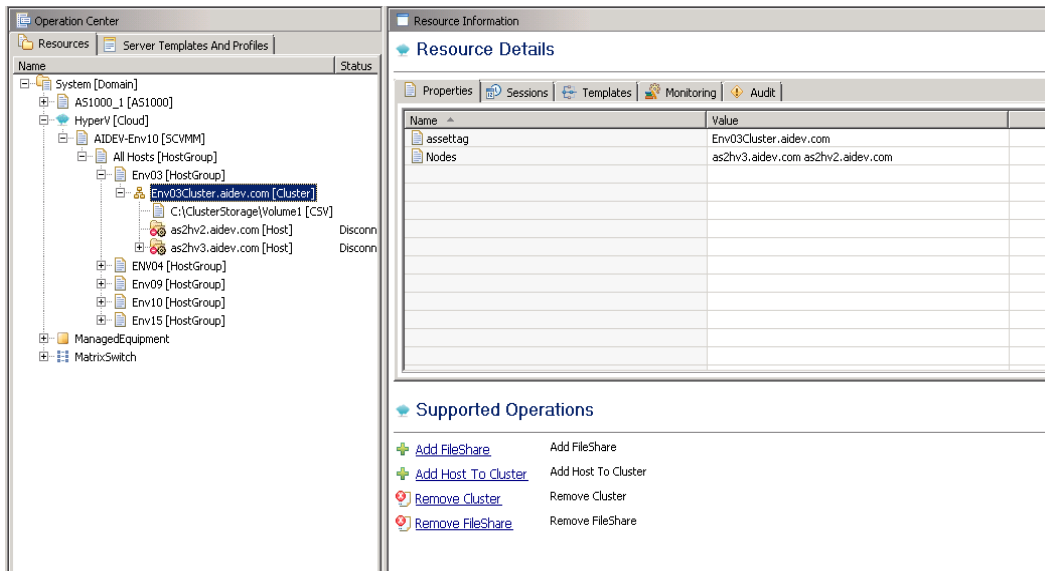 Operation Center
Resources
Server Templates And Profiles
Name
Status
System [Domain]
AS1000_1 [AS1000]
HyperV [Cloud]
AIDEV-Env10 [SCVMM]
All Hosts [HostGroup]
Env03 [HostGroup]
Env03Cluster.aidev.com [Cluster]
C:\ClusterStorage\Volume1 [CSV]
as2hv2.aidev.com [Host] Disconn
as2hv3.aidev.com [Host] Disconn
ENV04 [HostGroup]
Env09 [HostGroup]
Env10 [HostGroup]
Env15 [HostGroup]
ManagedEquipment
MatrixSwitch
Resource Information
Resource Details
Properties
Sessions
Templates
Monitoring
Audit
Name
Value
assettag Env03Cluster.aidev.com
Nodes as2hv3.aidev.com as2hv2.aidev.com
Supported Operations
Add FileShare Add FileShare
Add Host To Cluster Add Host To Cluster
Remove Cluster Remove Cluster
Remove FileShare Remove FileShare